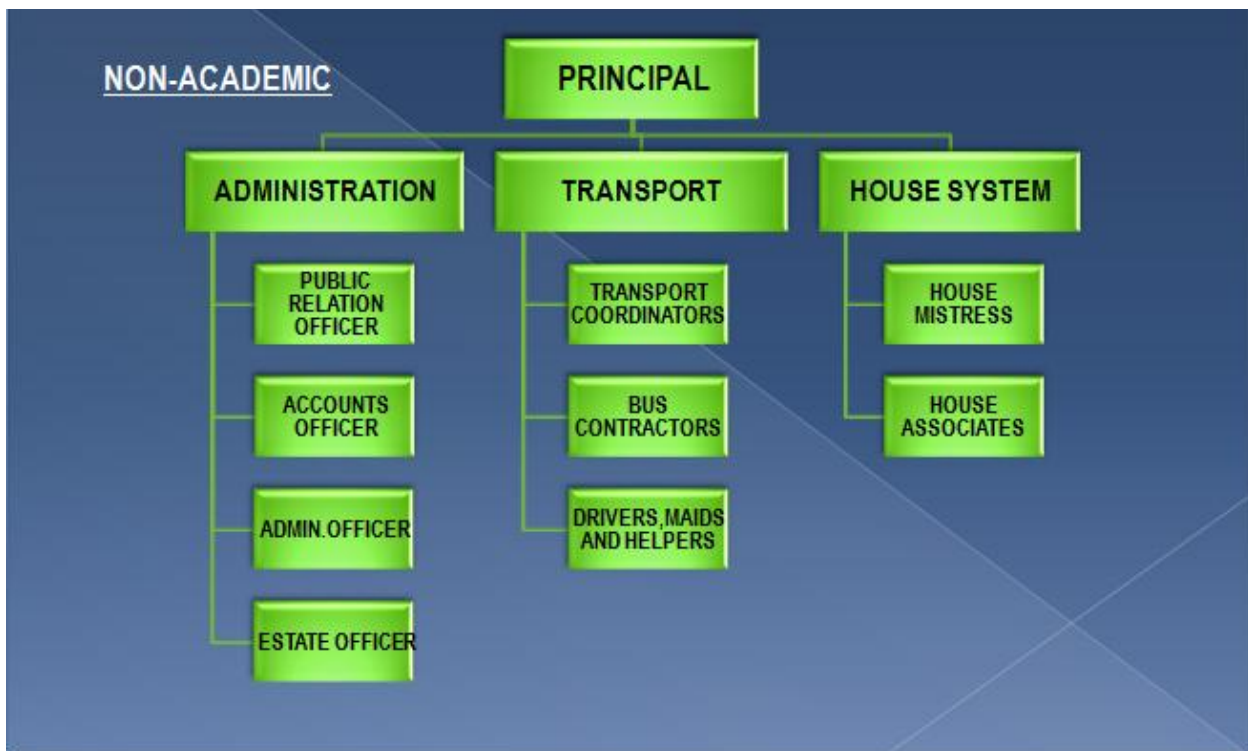 NON-ACADEMIC
PRINCIPAL
ADMINISTRATION
PUBLIC
RELATION
OFFICER
ACCOUNTS
OFFICER
ADMIN.OFFICER
ESTATE OFFICER
TRANSPORT
TRANSPORT
COORDINATORS
BUS
CONTRACTORS
DRIVERS,MAIDS
AND HELPERS
HOUSE SYSTEM
HOUSE
MISTRESS
HOUSE
ASSOCIATES